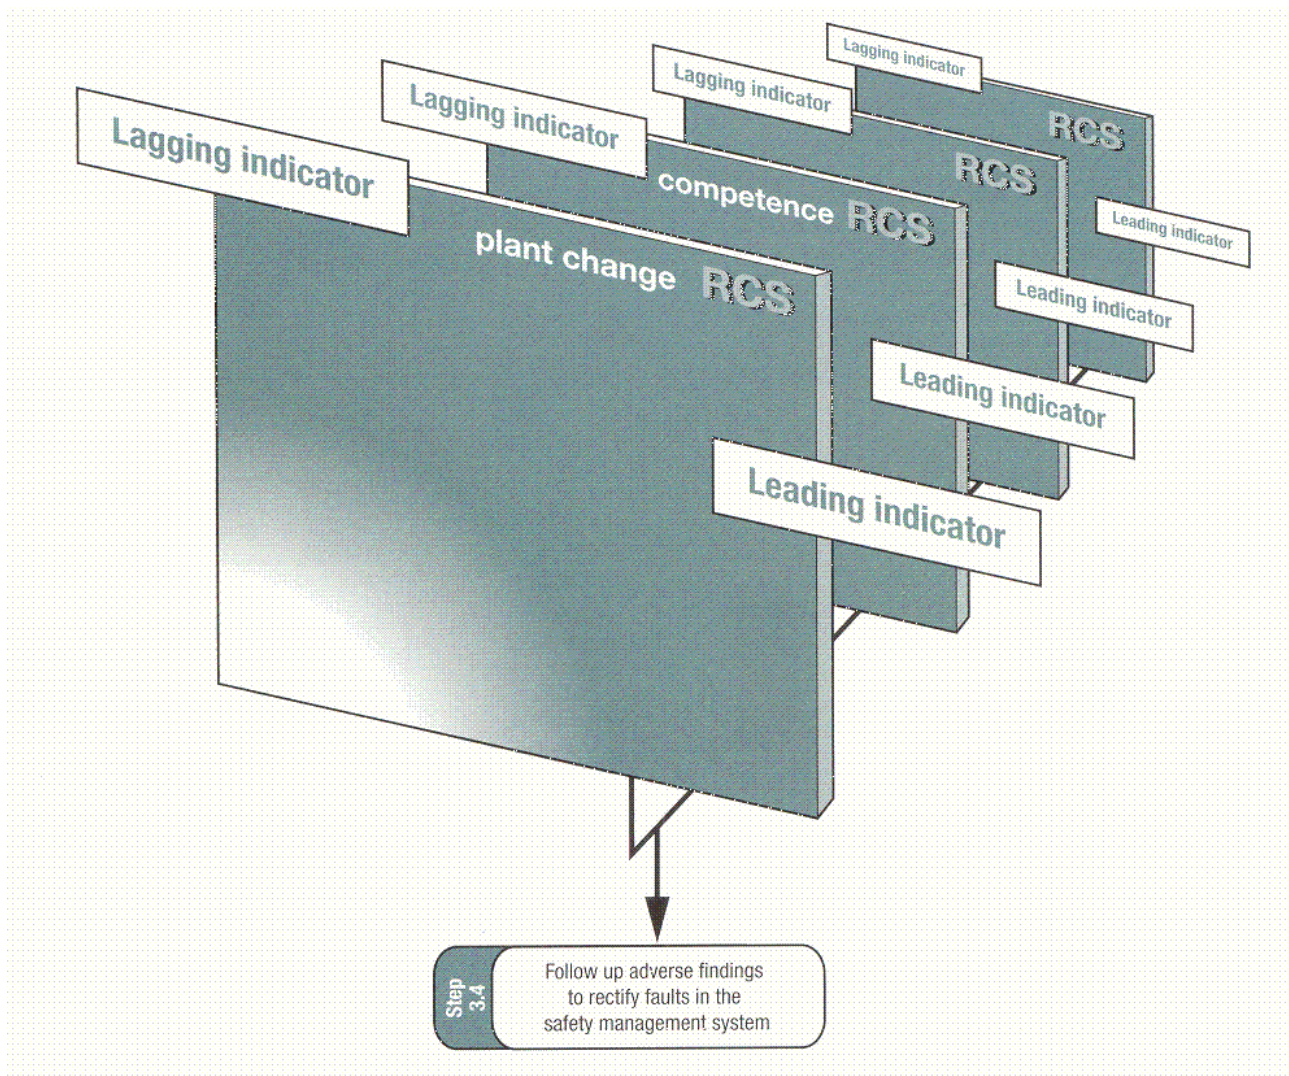 Lagging indicator
Lagging indicator
Lagging indicator
Lagging indicator
RCS
RCS
competence RCS
plant change RCS
Leading indicator
Leading indicator
Leading indicator
Leading indicator
Step
3.4
Follow up adverse findings
to rectify faults in the
safety management system